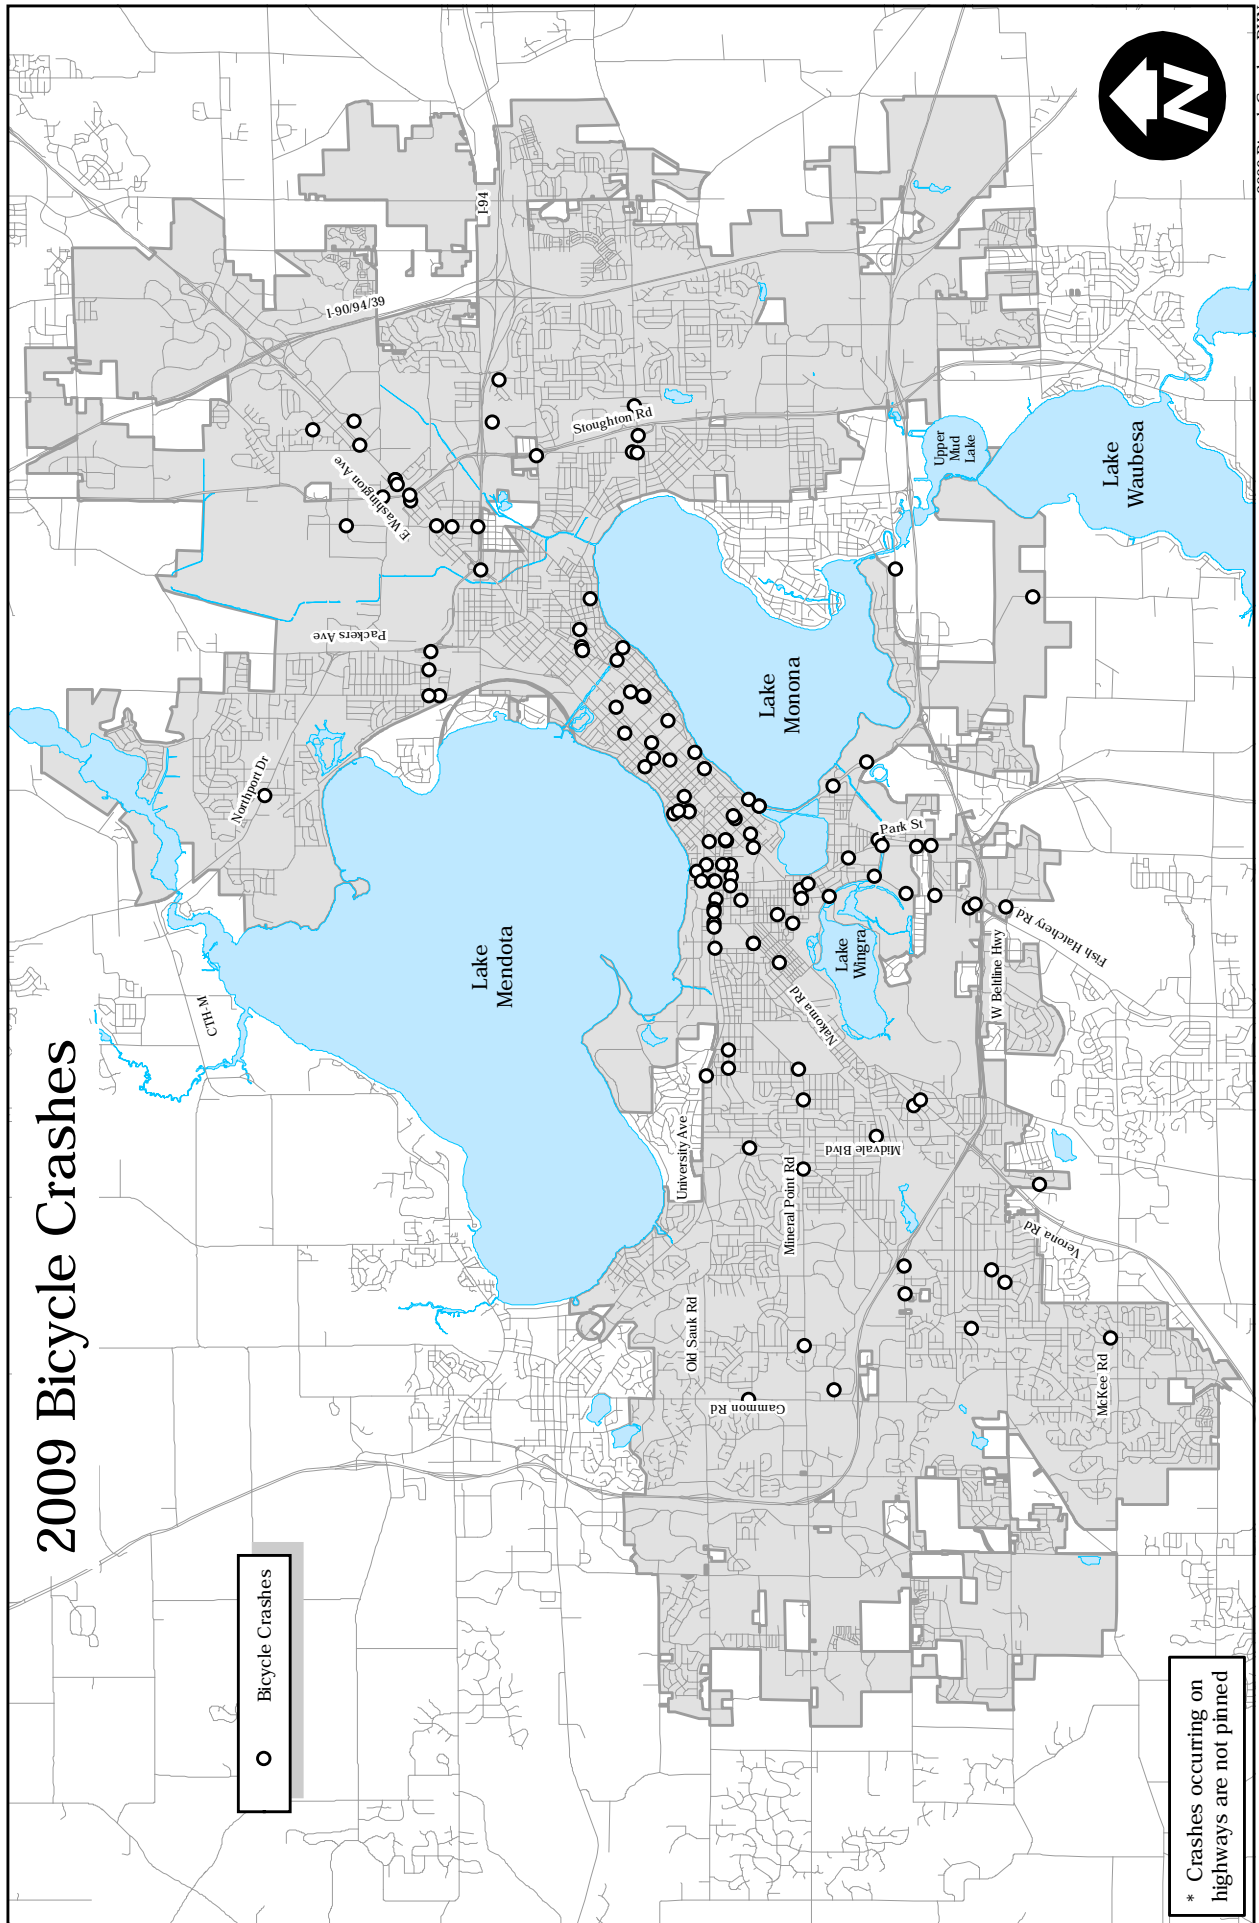 2009 Bicycle Crashes
Bicycle Crashes
* Crashes occurring on
highways are not pinned
N
I-94
I-90/94/39
Stoughton Rd
E Washington Ave
Packers Ave
Northport Dr
CTH-M
Lake
Mendota
Lake
Monona
Upper
Mud
Lake
Lake
Waubesa
Lake
Wingra
Park St
Fish Hatchery Rd
W Beltline Hwy
Nakoma Rd
University Ave
Midvale Blvd
Mineral Point Rd
Verona Rd
Old Sauk Rd
Gammon Rd
McKee Rd